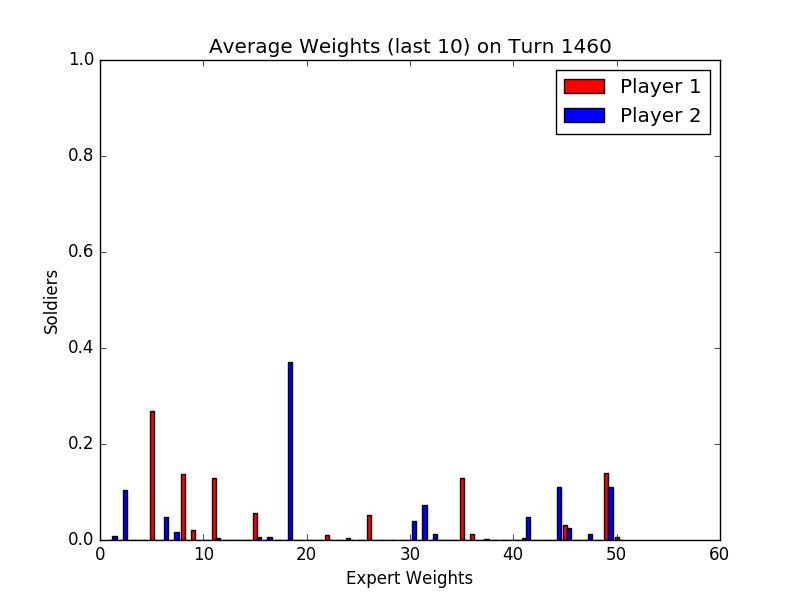 Average Weights (last 10) on Turn 1460
1.0
0.8
0.6
0.4
0.2
0.0
Soldiers
Player 1
Player 2
0 10 20 30 40 50 60
Expert Weights